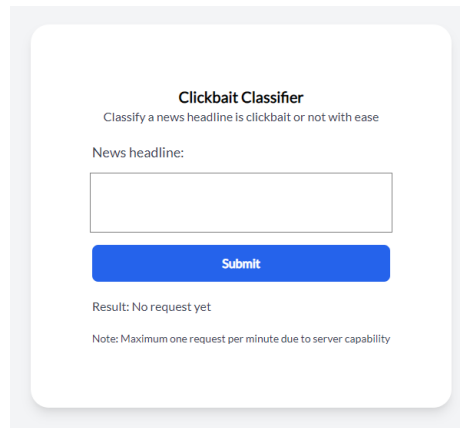 Clickbait Classifier
Classify a news headline is clickbait or not with ease
News headline:
Submit
Result: No request yet
Note: Maximum one request per minute due to server capability